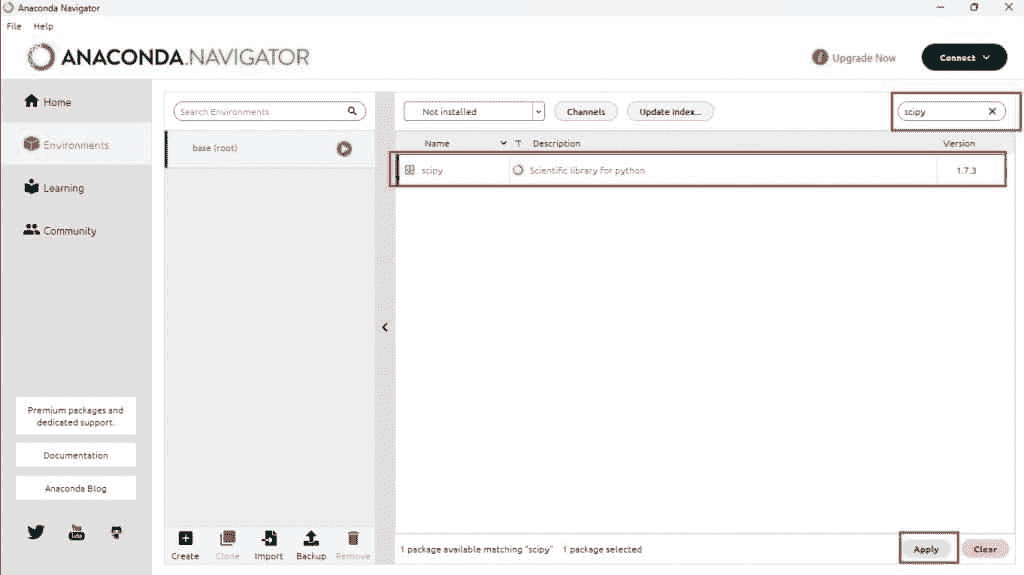 Anaconda Navigator
File Help
ANACONDA.NAVIGATOR
Upgrade Now
Connect
Home
Environments
Learning
Community
Premium packages and
dedicated support.
Documentation
Anaconda Blog
Search Environments
base (root)
Create Clone Import Backup Remove
Not installed
Channels
Update index...
scipy
Name T Description Version
scipy Scientific library for python 1.7.3
1 package available matching "scipy" 1 package selected
Apply
Clear